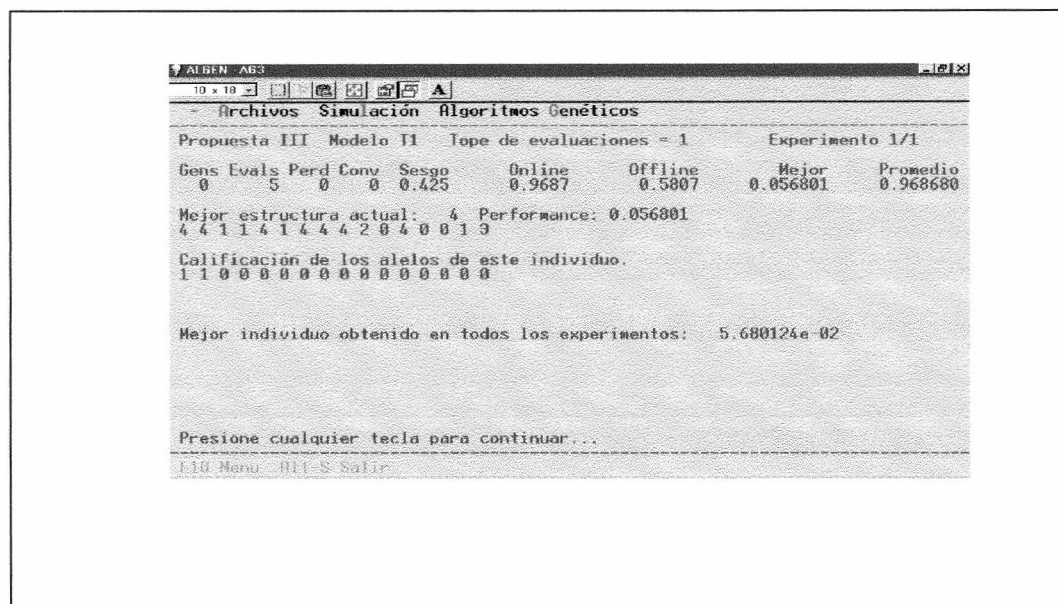 ALGEN A63
10 x 18 A
Archivos Simulación Algoritmos Genéticos
Propuesta III Modelo T1 Tope de evaluaciones = 1 Experimento 1/1
Gens Evals Perd Conv Sesgo Online Offline Mejor Promedio
0 5 0 0 0.425 0.9687 0.5807 0.056801 0.968680
Mejor estructura actual: 4 Performance: 0.056801
4 4 1 1 4 1 4 4 4 2 0 4 0 0 1 3
Calificación de los alelos de este individuo.
1 1 0 0 0 0 0 0 0 0 0 0 0 0 0 0
Mejor individuo obtenido en todos los experimentos: 5.680124e-02
Presione cualquier tecla para continuar...
F10 Menu Alt-S Salir